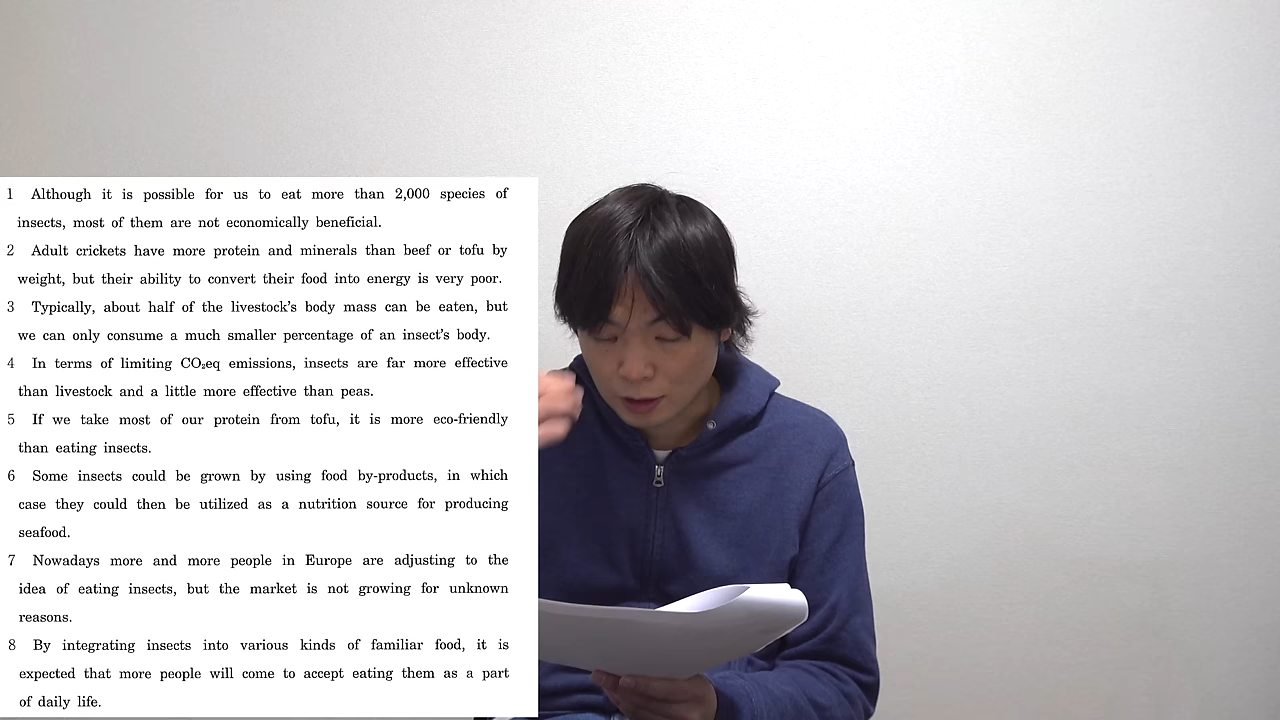 1 Although it is possible for us to eat more than 2,000 species of
insects, most of them are not economically beneficial.
2 Adult crickets have more protein and minerals than beef or tofu by
weight, but their ability to convert their food into energy is very poor.
3 Typically, about half of the livestock's body mass can be eaten, but
we can only consume a much smaller percentage of an insect's body.
4 In terms of limiting CO₂eq emissions, insects are far more effective
than livestock and a little more effective than peas.
5 If we take most of our protein from tofu, it is more eco-friendly
than eating insects.
6 Some insects could be grown by using food by-products, in which
case they could then be utilized as a nutrition source for producing
seafood.
7 Nowadays more and more people in Europe are adjusting to the
idea of eating insects, but the market is not growing for unknown
reasons.
8 By integrating insects into various kinds of familiar food, it is
expected that more people will come to accept eating them as a part
of daily life.